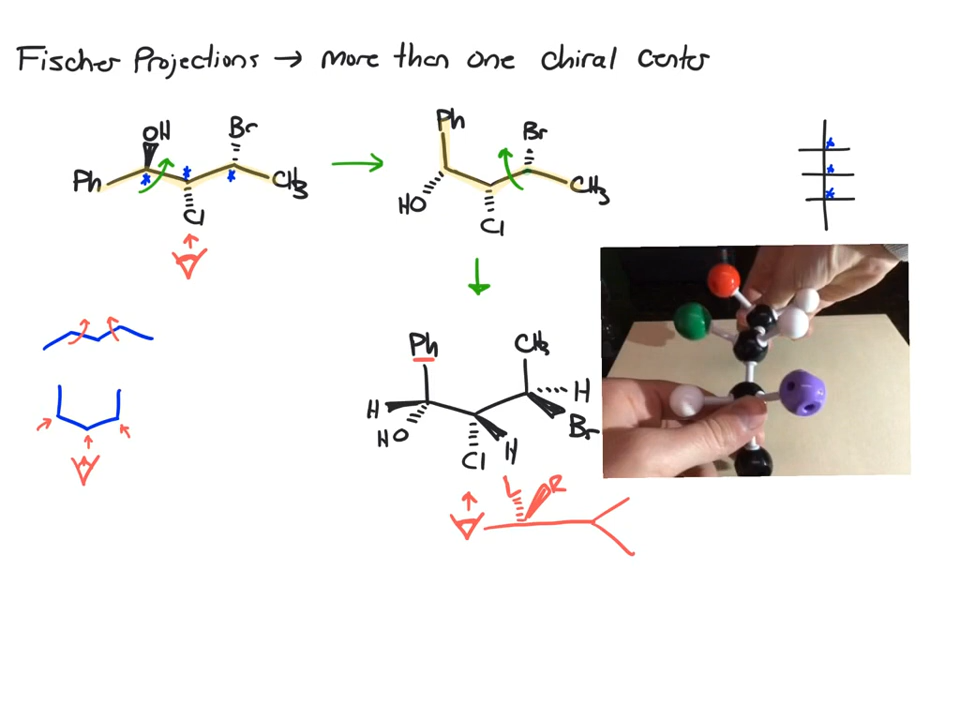 Fischer Projections → more than one chiral center
OH Br
Ph * * * CH3
Cl
Ph
Br
HO CH3
Cl
*
*
*
Ph CH3
H H
HO Br
Cl H
L R